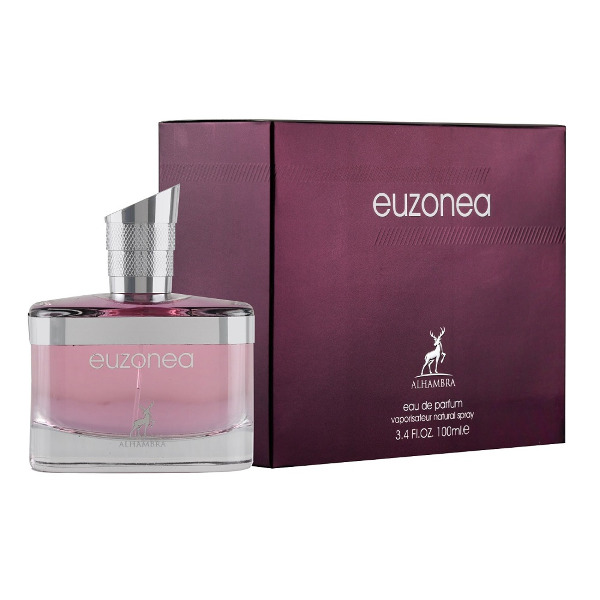 euzonea
ALHAMBRA
eau de parfum
vaporisateur natural spray
3.4 FL.OZ. 100ml.e
euzonea
ALHAMBRA